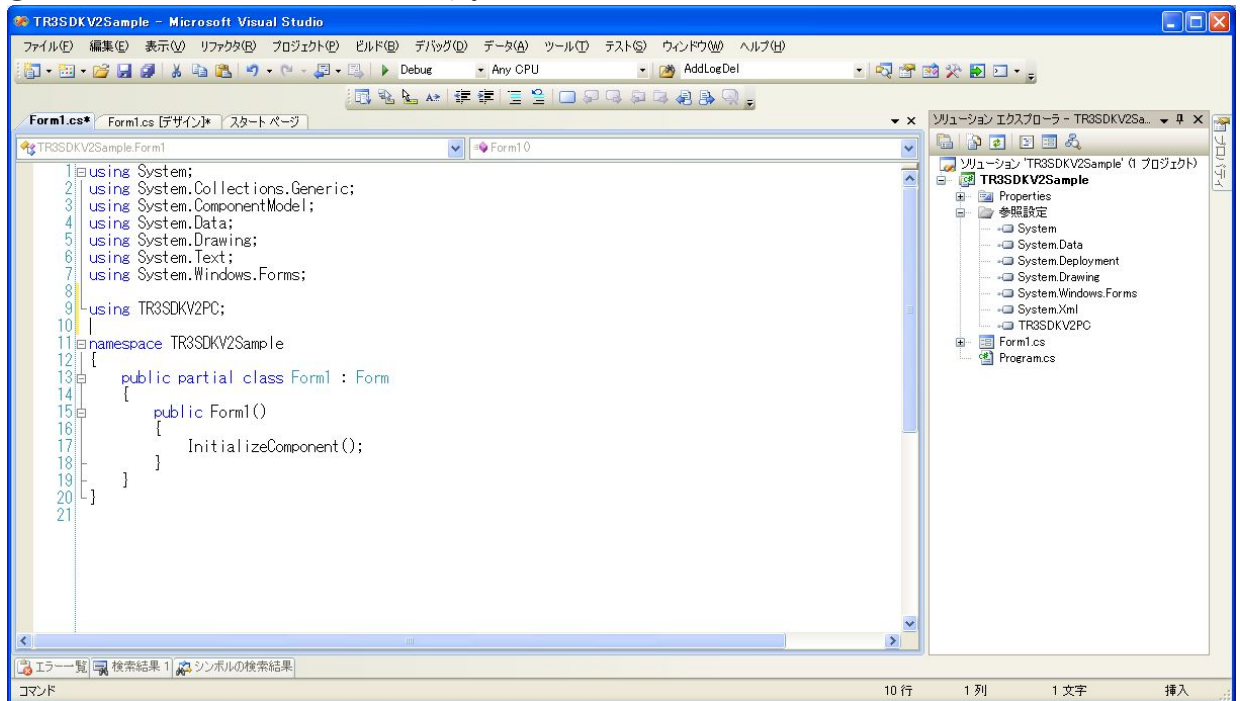 TR3SDKV2Sample - Microsoft Visual Studio
ファイル(F) 編集(E) 表示(V) リファクタ(R) プロジェクト(P) ビルド(B) デバッグ(D) データ(A) ツール(T) テスト(S) ウィンドウ(W) ヘルプ(H)
Debug Any CPU AddLogDel
Form1.cs* Form1.cs [デザイン]* スタート ページ
TR3SDKV2Sample.Form1 Form1()
1 using System;
2 using System.Collections.Generic;
3 using System.ComponentModel;
4 using System.Data;
5 using System.Drawing;
6 using System.Text;
7 using System.Windows.Forms;
8
9 using TR3SDKV2PC;
10
11 namespace TR3SDKV2Sample
12 {
13 public partial class Form1 : Form
14 {
15 public Form1()
16 {
17 InitializeComponent();
18 }
19 }
20 }
21
ソリューション エクスプローラ - TR3SDKV2Sa...
ソリューション 'TR3SDKV2Sample' (1 プロジェクト)
TR3SDKV2Sample
Properties
参照設定
System
System.Data
System.Deployment
System.Drawing
System.Windows.Forms
System.Xml
TR3SDKV2PC
Form1.cs
Program.cs
プロパティ
エラー一覧 検索結果 1 シンボルの検索結果
コマンド 10 行 1 列 1 文字 挿入